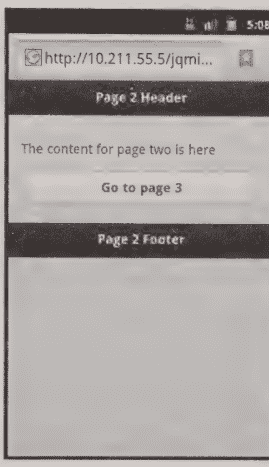 5:08
http://10.211.55.5/jqmi...
Page 2 Header
The content for page two is here
Go to page 3
Page 2 Footer